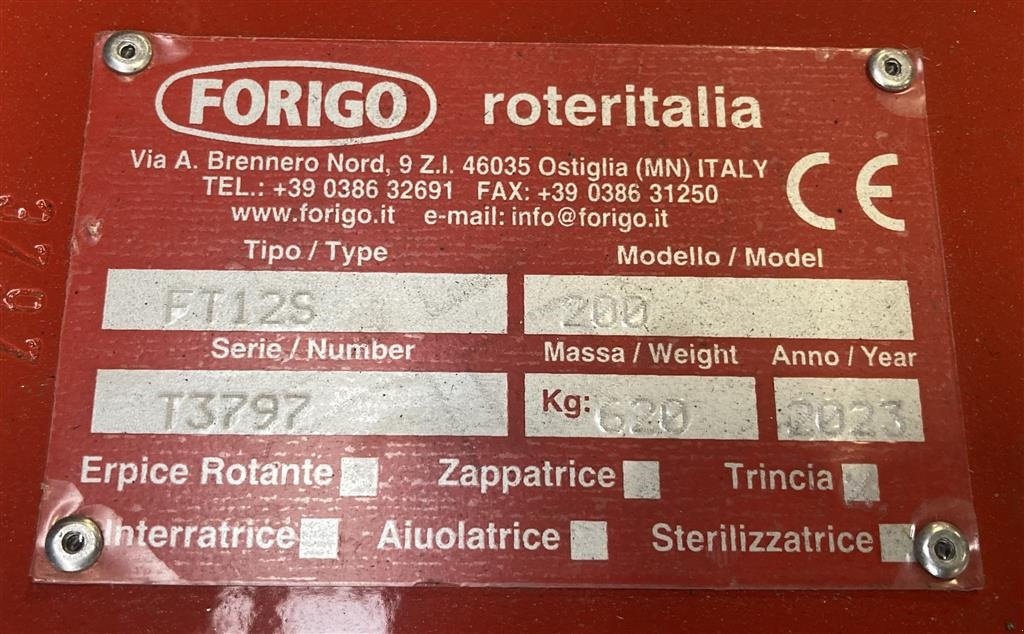 FORIGO roteritalia
Via A. Brennero Nord, 9 Z.I. 46035 Ostiglia (MN) ITALY
TEL.: +39 0386 32691 FAX: +39 0386 31250
CE
www.forigo.it e-mail: info@forigo.it
Tipo / Type Modello / Model
FT12S 200
Serie / Number Massa / Weight Anno / Year
T3797 Kg: 620 2023
Erpice Rotante Zappatrice Trincia
Interratrice Aiuolatrice Sterilizzatrice